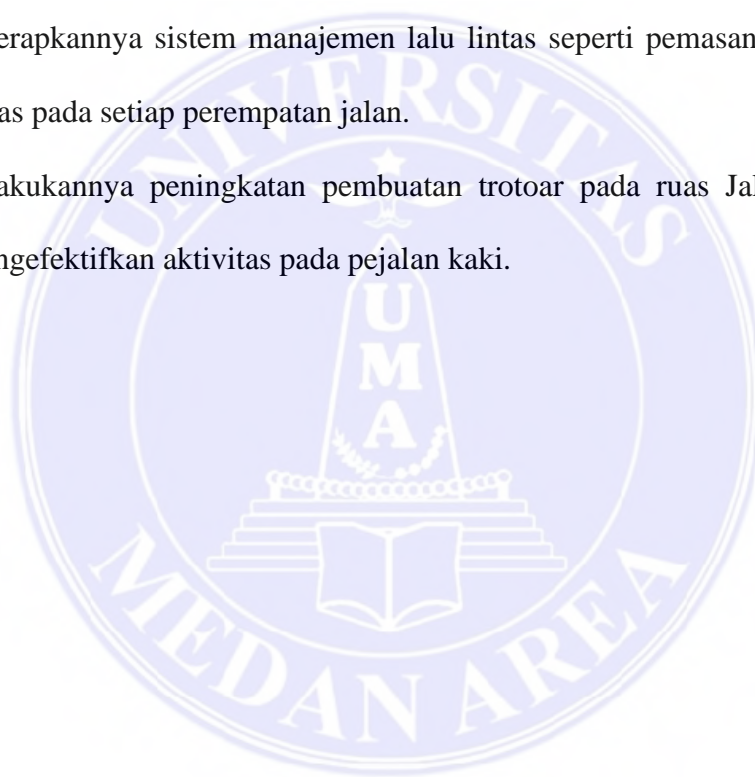 erapkannya sistem manajemen lalu lintas seperti pemasan
as pada setiap perempatan jalan.
akukannya peningkatan pembuatan trotoar pada ruas Jal
ngefektifkan aktivitas pada pejalan kaki.
UNIVERSITAS
UMA
MEDAN AREA